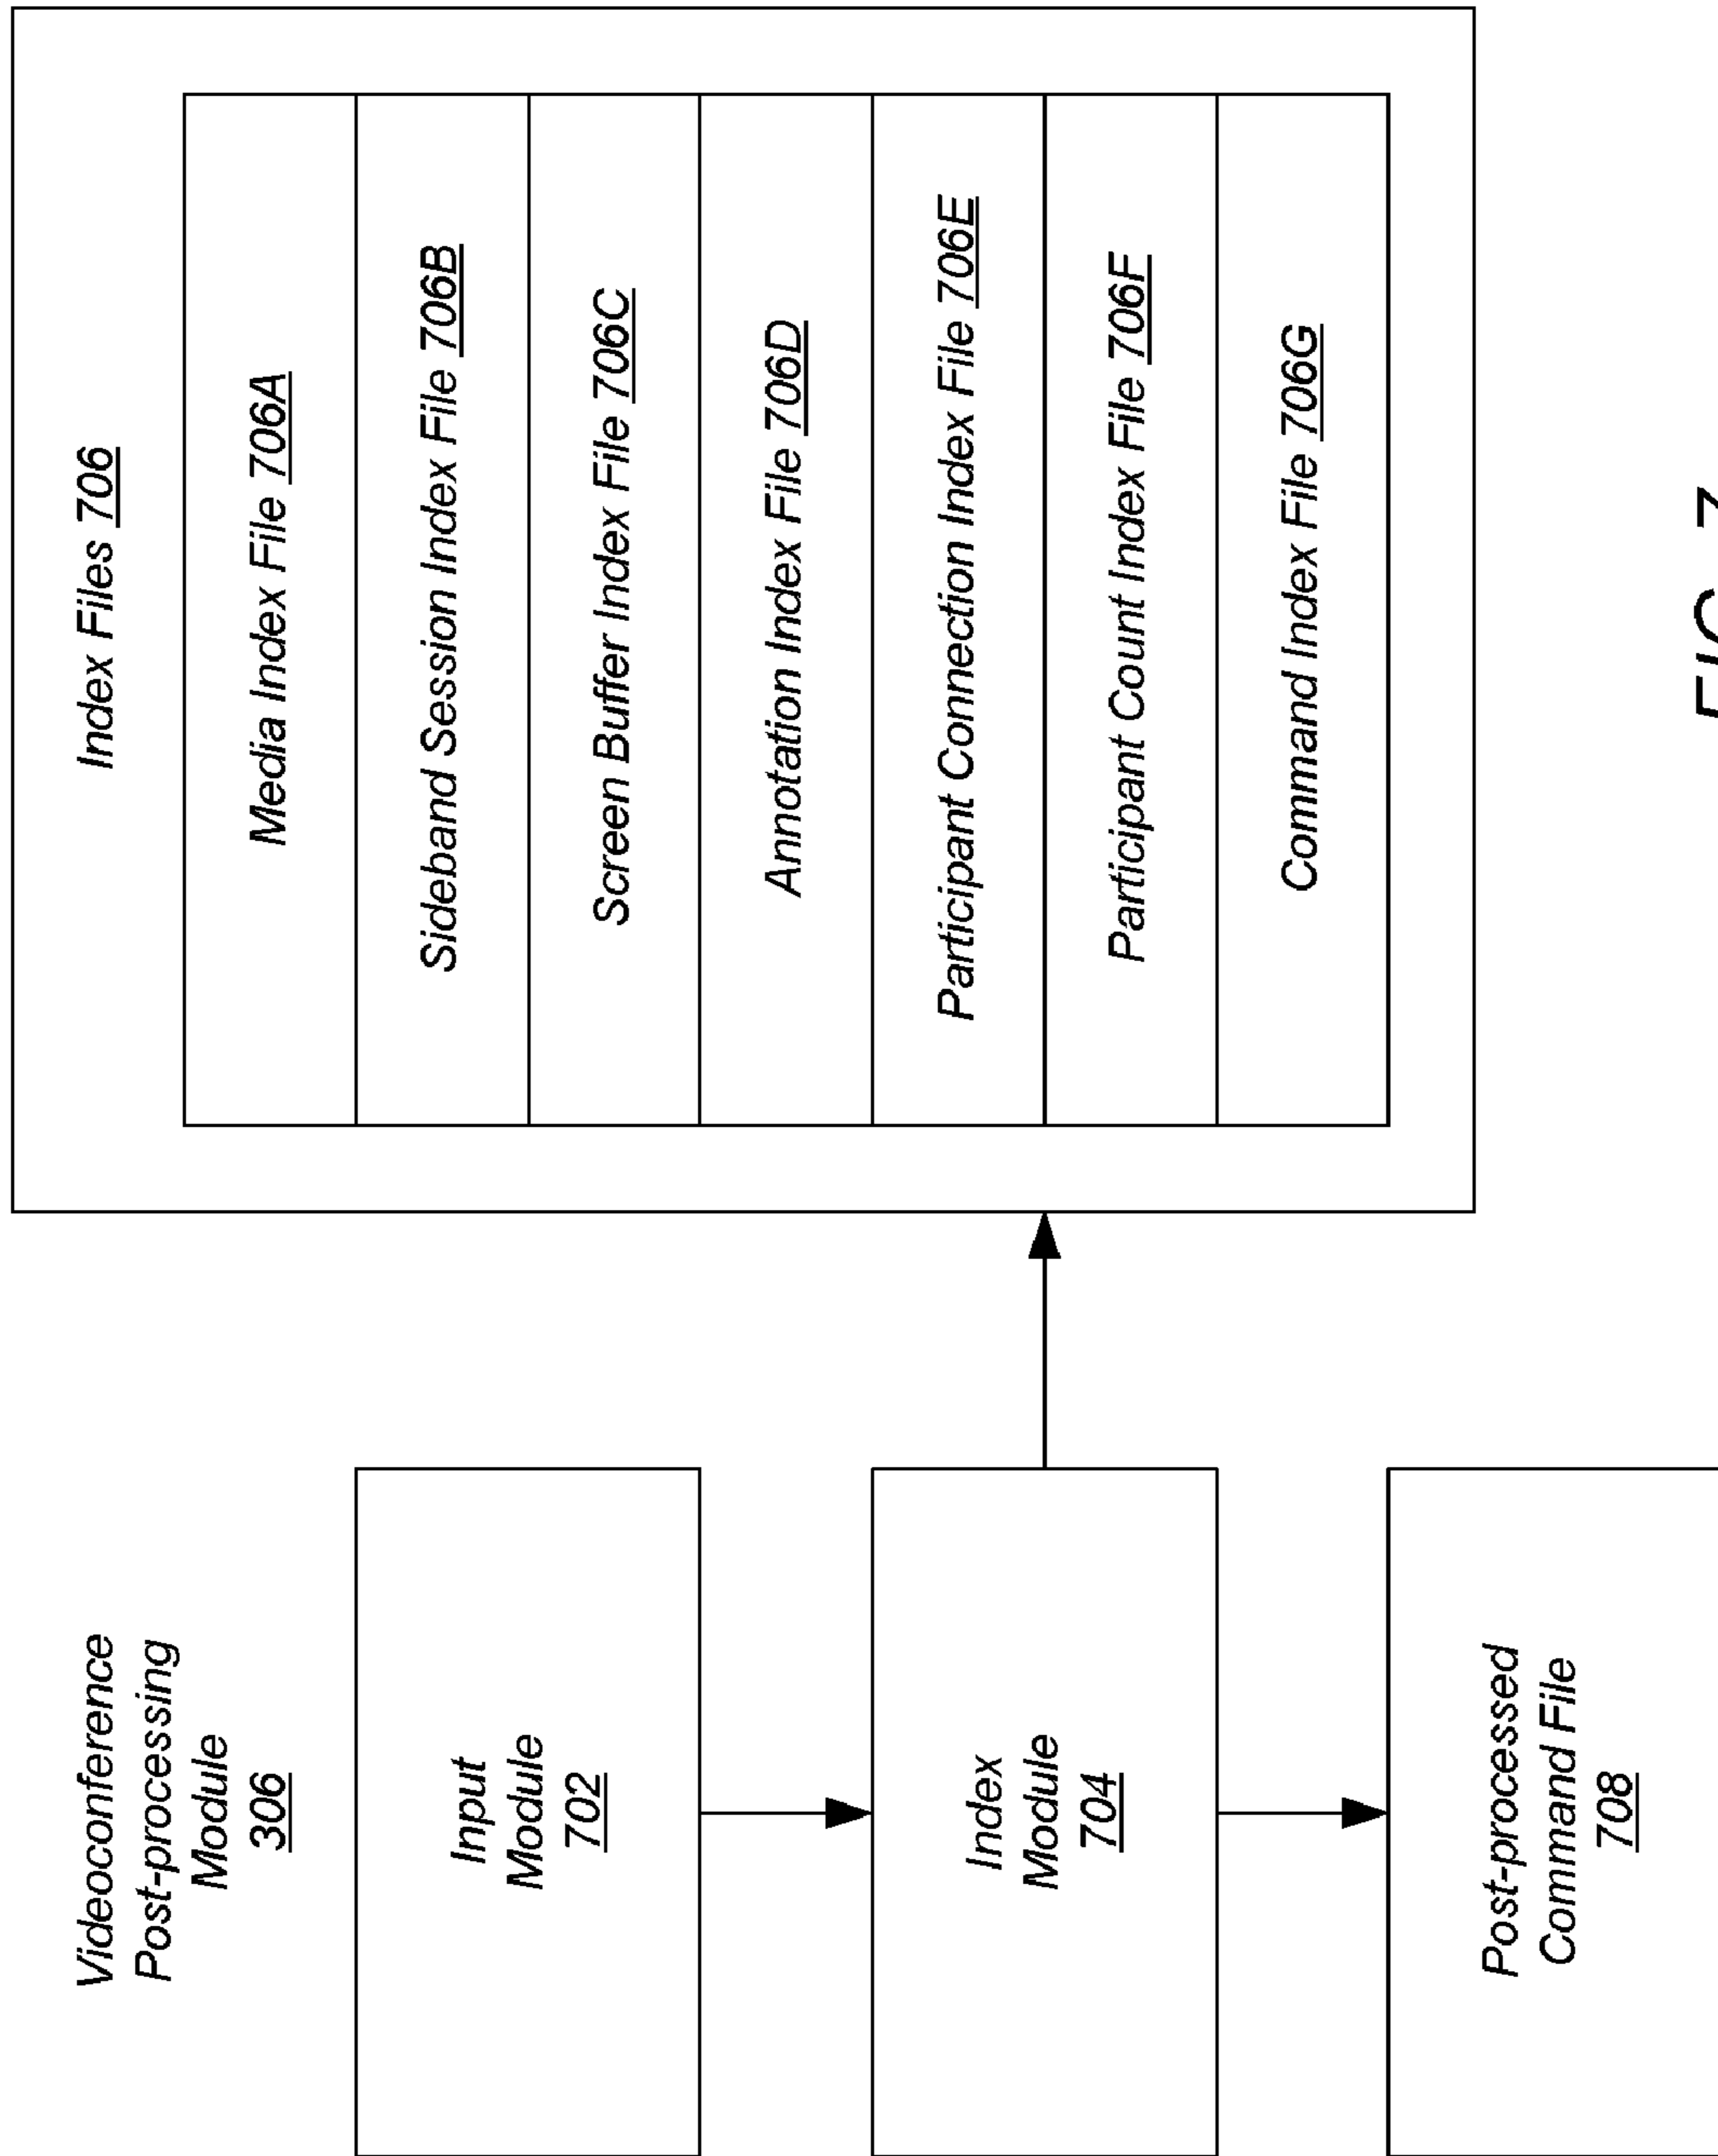 Videoconference
Post-processing
Module
306
Input
Module
702
Index
Module
704
Post-processed
Command File
708
Index Files 706
Media Index File 706A
Sideband Session Index File 706B
Screen Buffer Index File 706C
Annotation Index File 706D
Participant Connection Index File 706E
Participant Count Index File 706F
Command Index File 706G